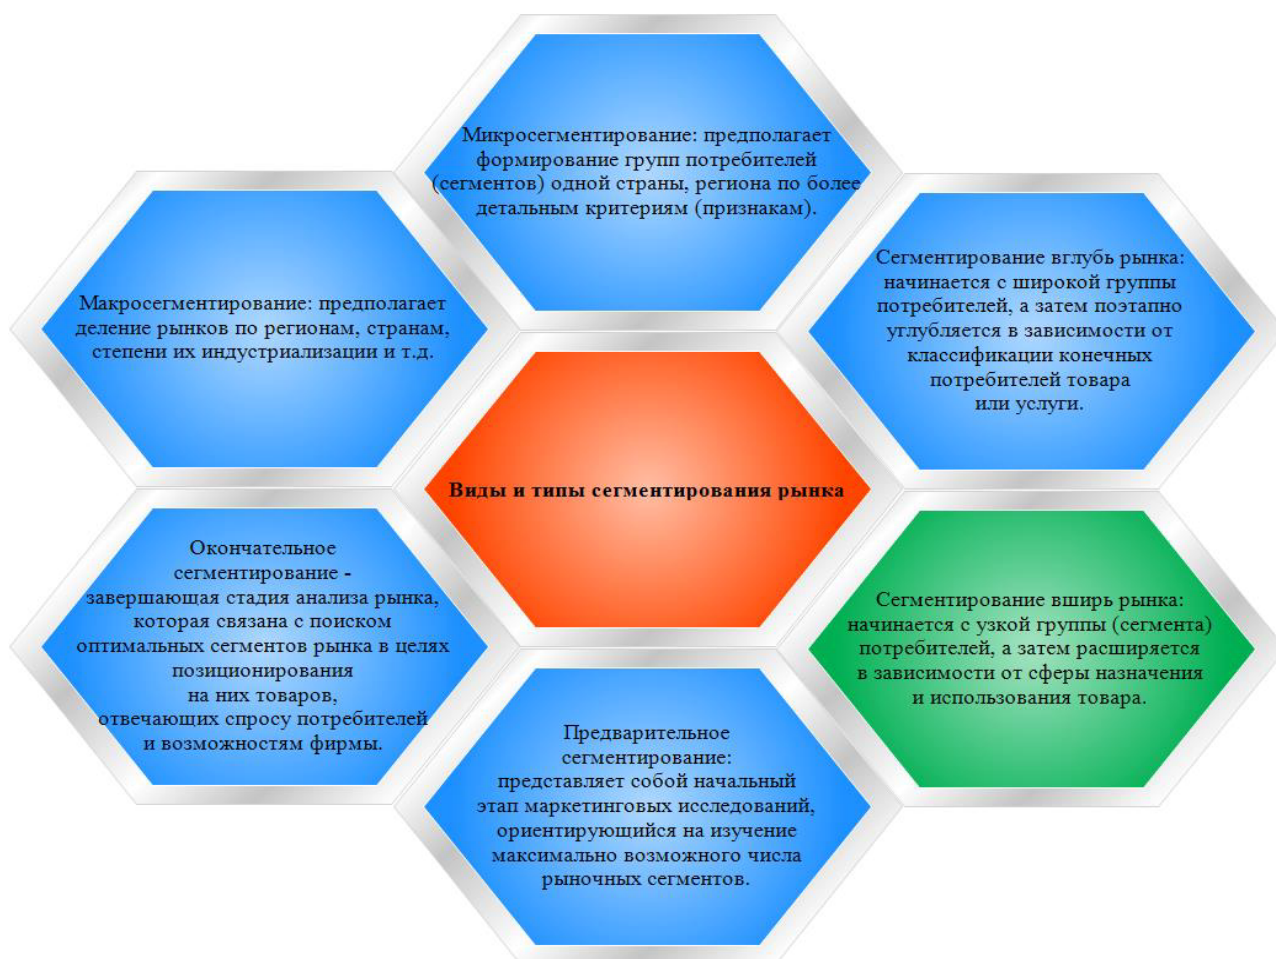 Микросегментирование: предполагает
формирование групп потребителей
(сегментов) одной страны, региона по более
детальным критериям (признакам).
Макросегментирование: предполагает
деление рынков по регионам, странам,
степени их индустриализации и т.д.
Сегментирование вглубь рынка:
начинается с широкой группы
потребителей, а затем поэтапно
углубляется в зависимости от
классификации конечных
потребителей товара
или услуги.
Виды и типы сегментирования рынка
Окончательное
сегментирование -
завершающая стадия анализа рынка,
которая связана с поиском
оптимальных сегментов рынка в целях
позиционирования
на них товаров,
отвечающих спросу потребителей
и возможностям фирмы.
Сегментирование вширь рынка:
начинается с узкой группы (сегмента)
потребителей, а затем расширяется
в зависимости от сферы назначения
и использования товара.
Предварительное
сегментирование:
представляет собой начальный
этап маркетинговых исследований,
ориентирующийся на изучение
максимально возможного числа
рыночных сегментов.